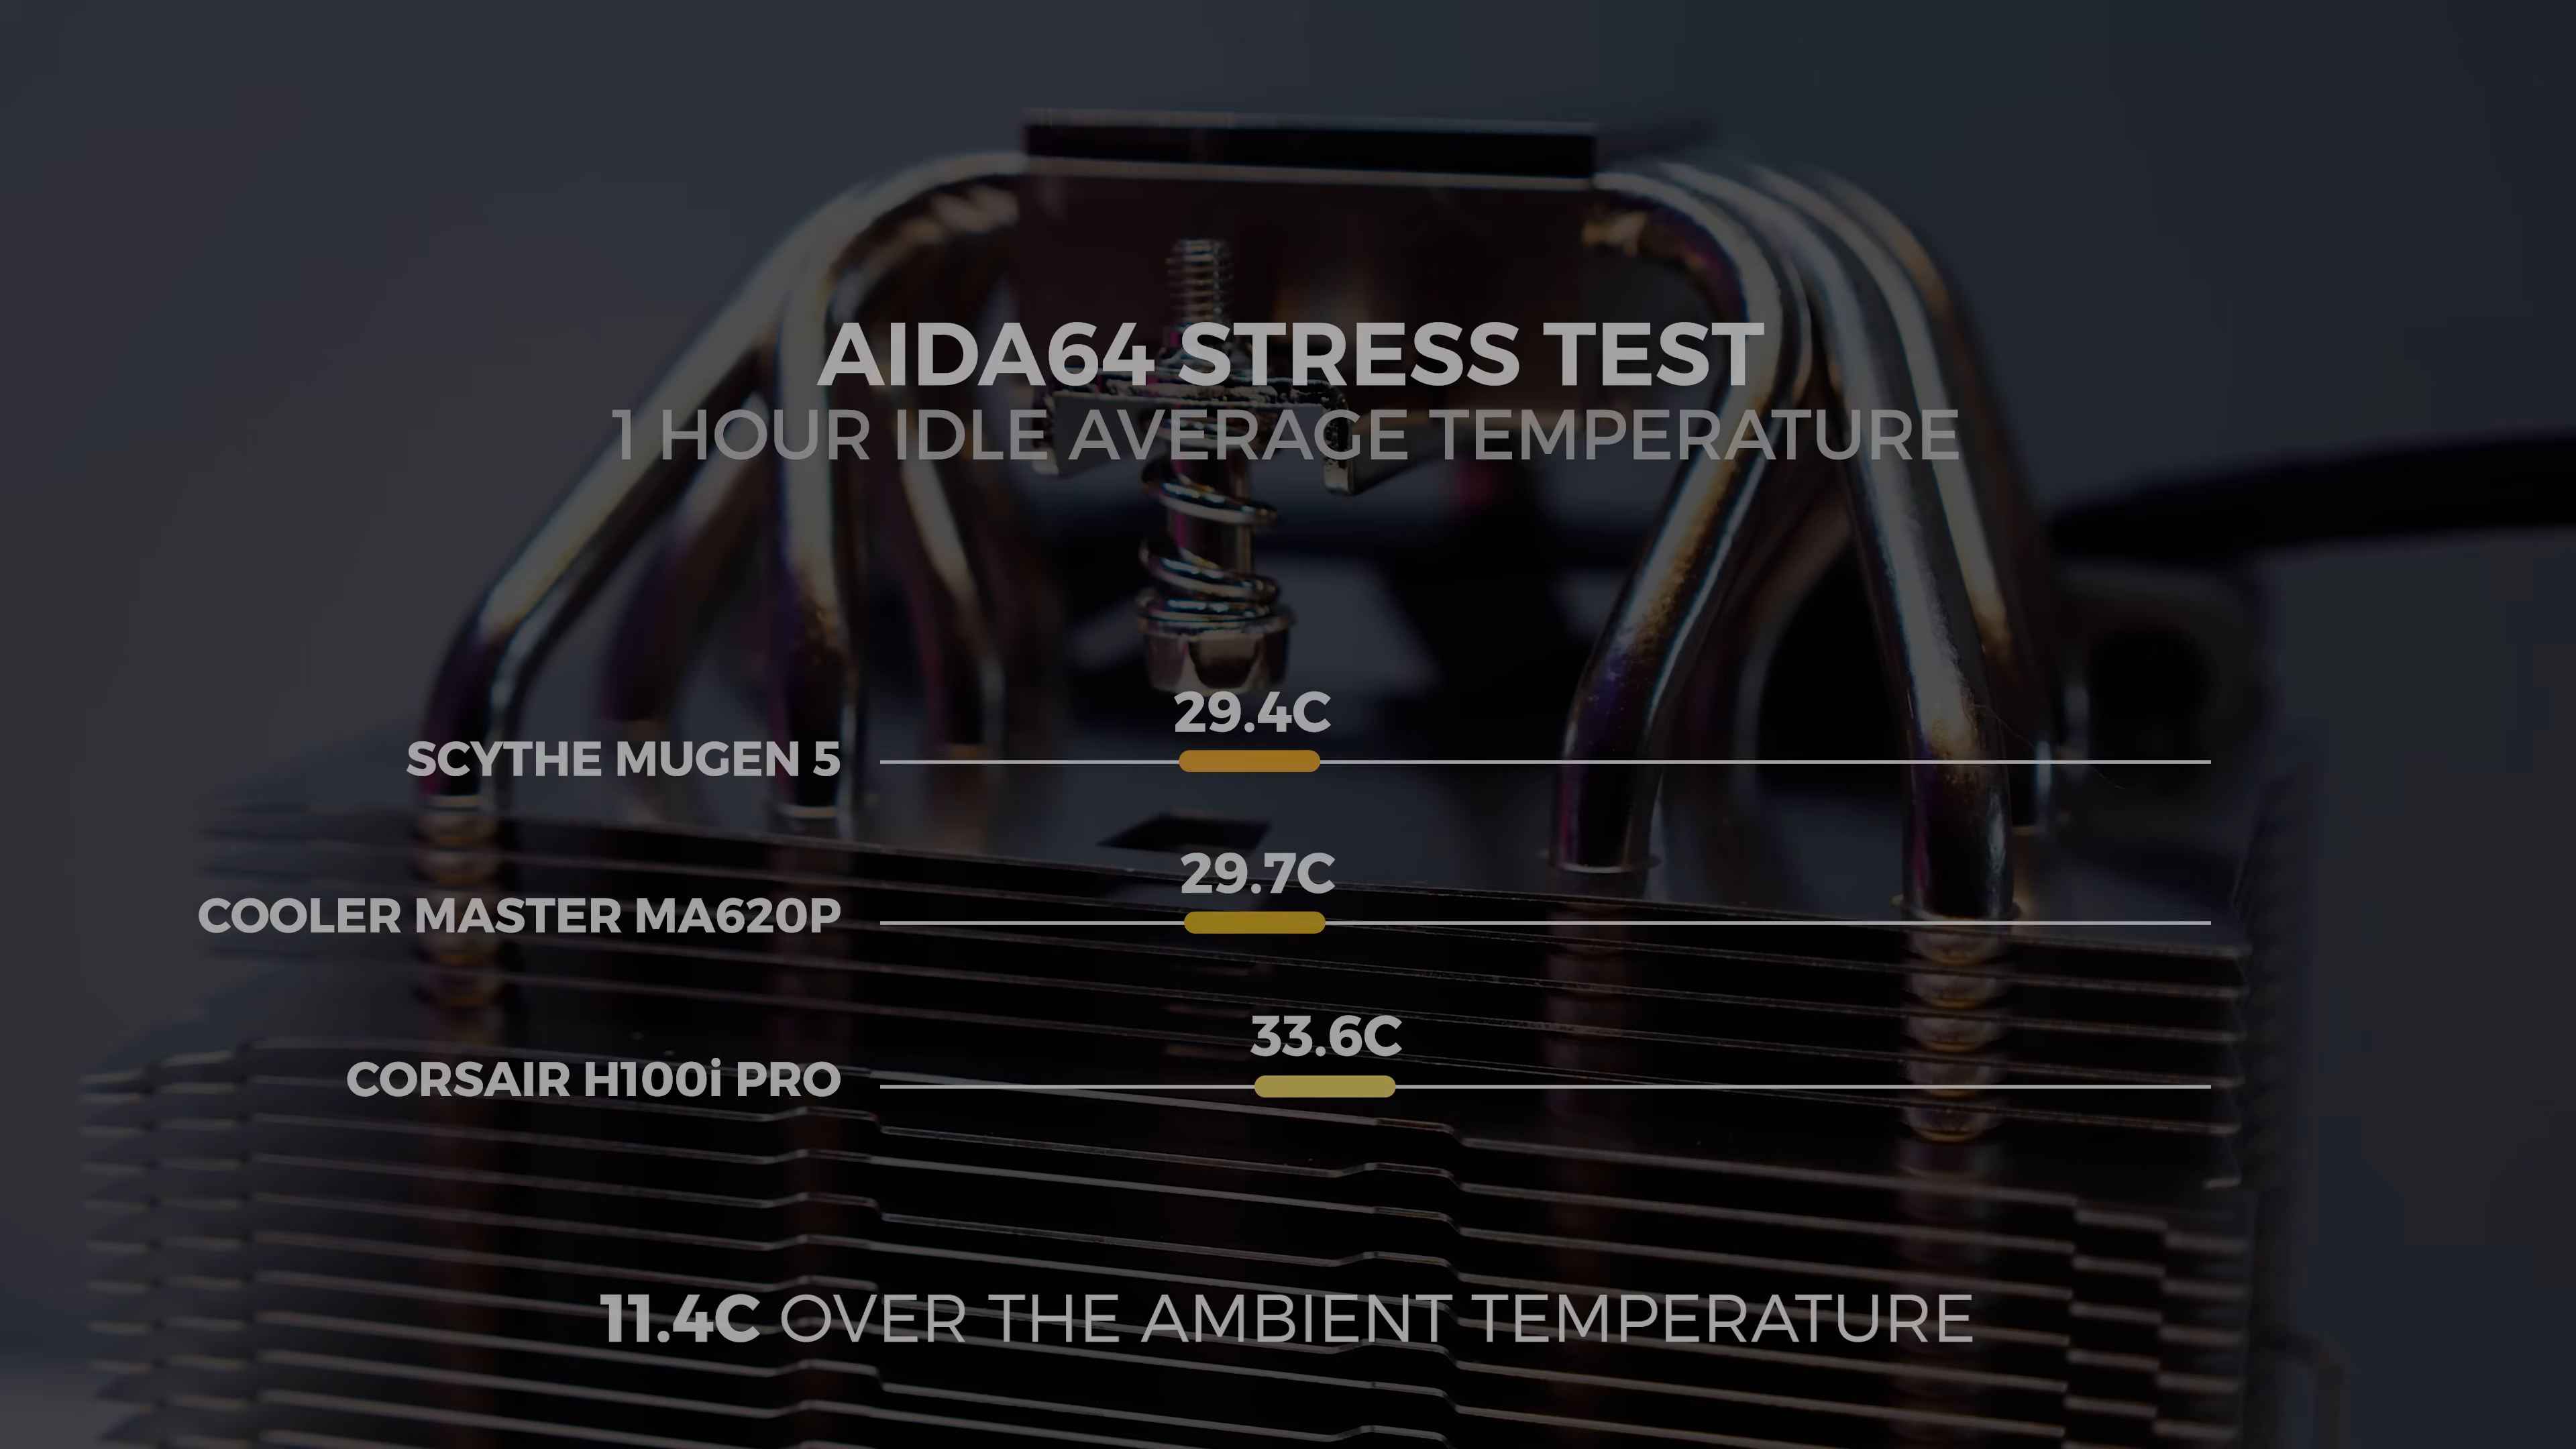 AIDA64 STRESS TEST
1 HOUR IDLE AVERAGE TEMPERATURE
29.4C
SCYTHE MUGEN 5
29.7C
COOLER MASTER MA620P
33.6C
CORSAIR H100i PRO
11.4C OVER THE AMBIENT TEMPERATURE